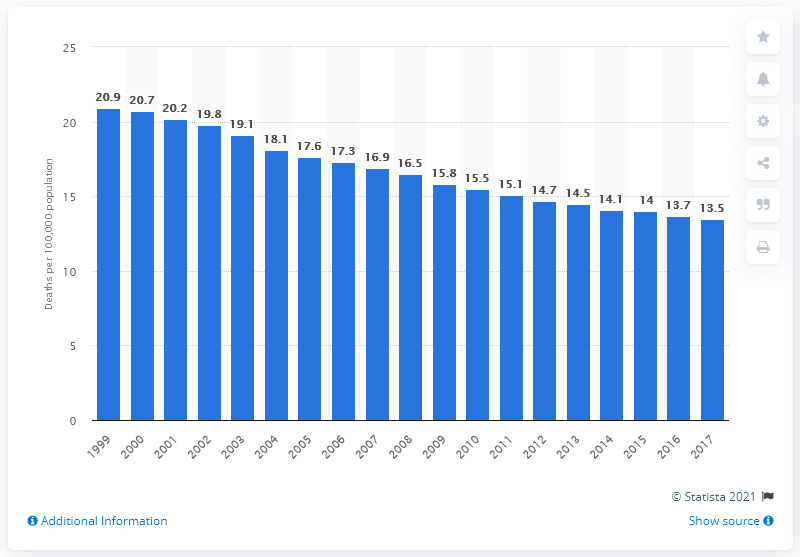 25
20
15
10
5
0
Deaths per 100,000 population
20.9 20.7 20.2 19.8 19.1 18.1 17.6 17.3 16.9 16.5 15.8 15.5 15.1 14.7 14.5 14.1 14 13.7 13.5
1999 2000 2001 2002 2003 2004 2005 2006 2007 2008 2009 2010 2011 2012 2013 2014 2015 2016 2017
© Statista 2021
Additional Information
Show source